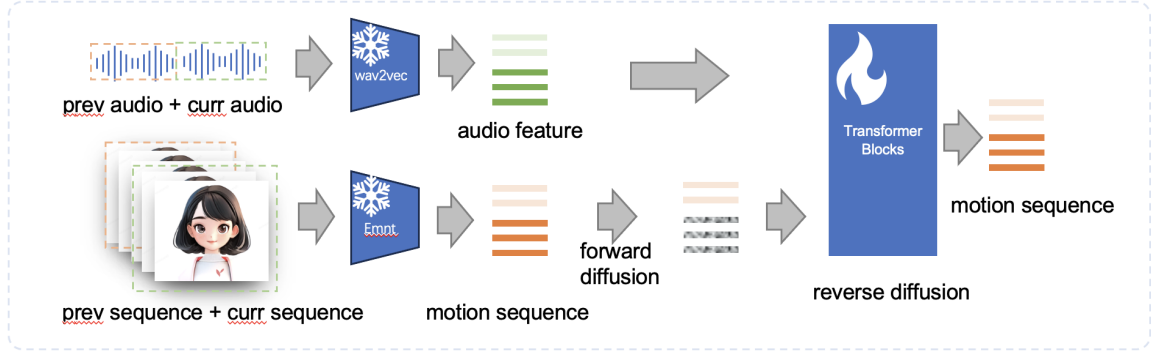 wav2vec
prev audio + curr audio
audio feature
Transformer
Blocks
Emnt
motion sequence
forward
diffusion
reverse diffusion
prev sequence + curr sequence
motion sequence